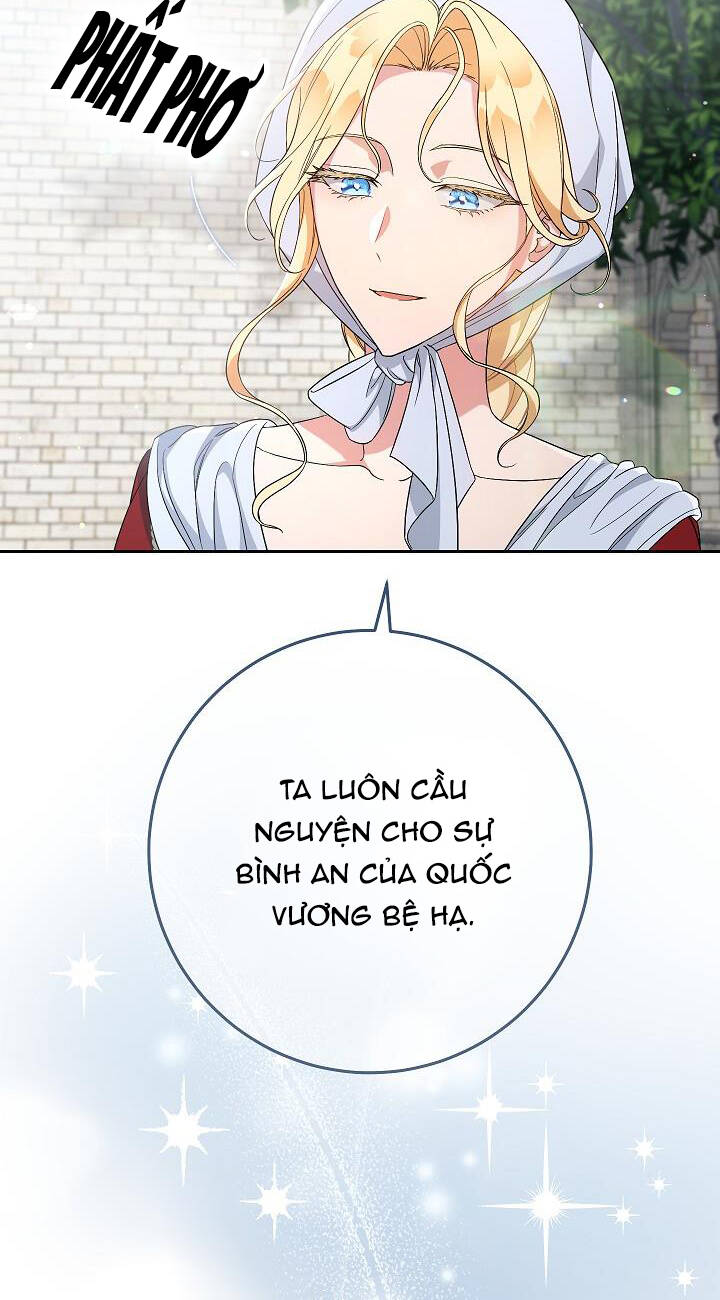 PHẤT PHƠ
TA LUÔN CẦU
NGUYỆN CHO SỰ
BÌNH AN CỦA QUỐC
VƯƠNG BỆ HẠ.